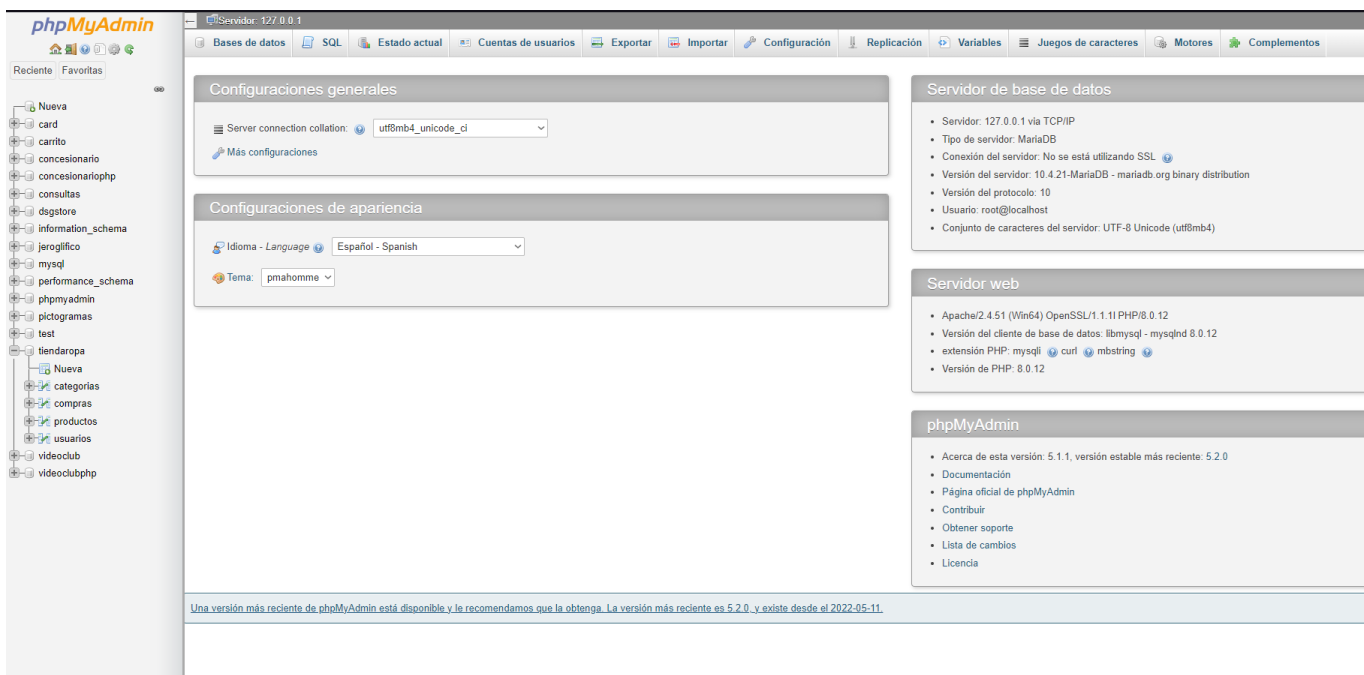 phpMyAdmin
Reciente Favoritas
Nueva
card
carrito
concesionario
concesionariophp
consultas
dsgstore
information_schema
jeroglifico
mysql
performance_schema
phpmyadmin
pictogramas
test
tiendaropa
Nueva
categorias
compras
productos
usuarios
videoclub
videoclubphp
Servidor: 127.0.0.1
Bases de datos SQL Estado actual Cuentas de usuarios Exportar Importar Configuración Replicación Variables Juegos de caracteres Motores Complementos
Configuraciones generales
Server connection collation: utf8mb4_unicode_ci
Más configuraciones
Configuraciones de apariencia
Idioma - Language Español - Spanish
Tema: pmahomme
Servidor de base de datos
• Servidor: 127.0.0.1 via TCP/IP
• Tipo de servidor: MariaDB
• Conexión del servidor: No se está utilizando SSL
• Versión del servidor: 10.4.21-MariaDB - mariadb.org binary distribution
• Versión del protocolo: 10
• Usuario: root@localhost
• Conjunto de caracteres del servidor: UTF-8 Unicode (utf8mb4)
Servidor web
• Apache/2.4.51 (Win64) OpenSSL/1.1.1l PHP/8.0.12
• Versión del cliente de base de datos: libmysql - mysqlnd 8.0.12
• extensión PHP: mysqli curl mbstring
• Versión de PHP: 8.0.12
phpMyAdmin
• Acerca de esta versión: 5.1.1, versión estable más reciente: 5.2.0
• Documentación
• Página oficial de phpMyAdmin
• Contribuir
• Obtener soporte
• Lista de cambios
• Licencia
Una versión más reciente de phpMyAdmin está disponible y le recomendamos que la obtenga. La versión más reciente es 5.2.0, y existe desde el 2022-05-11.